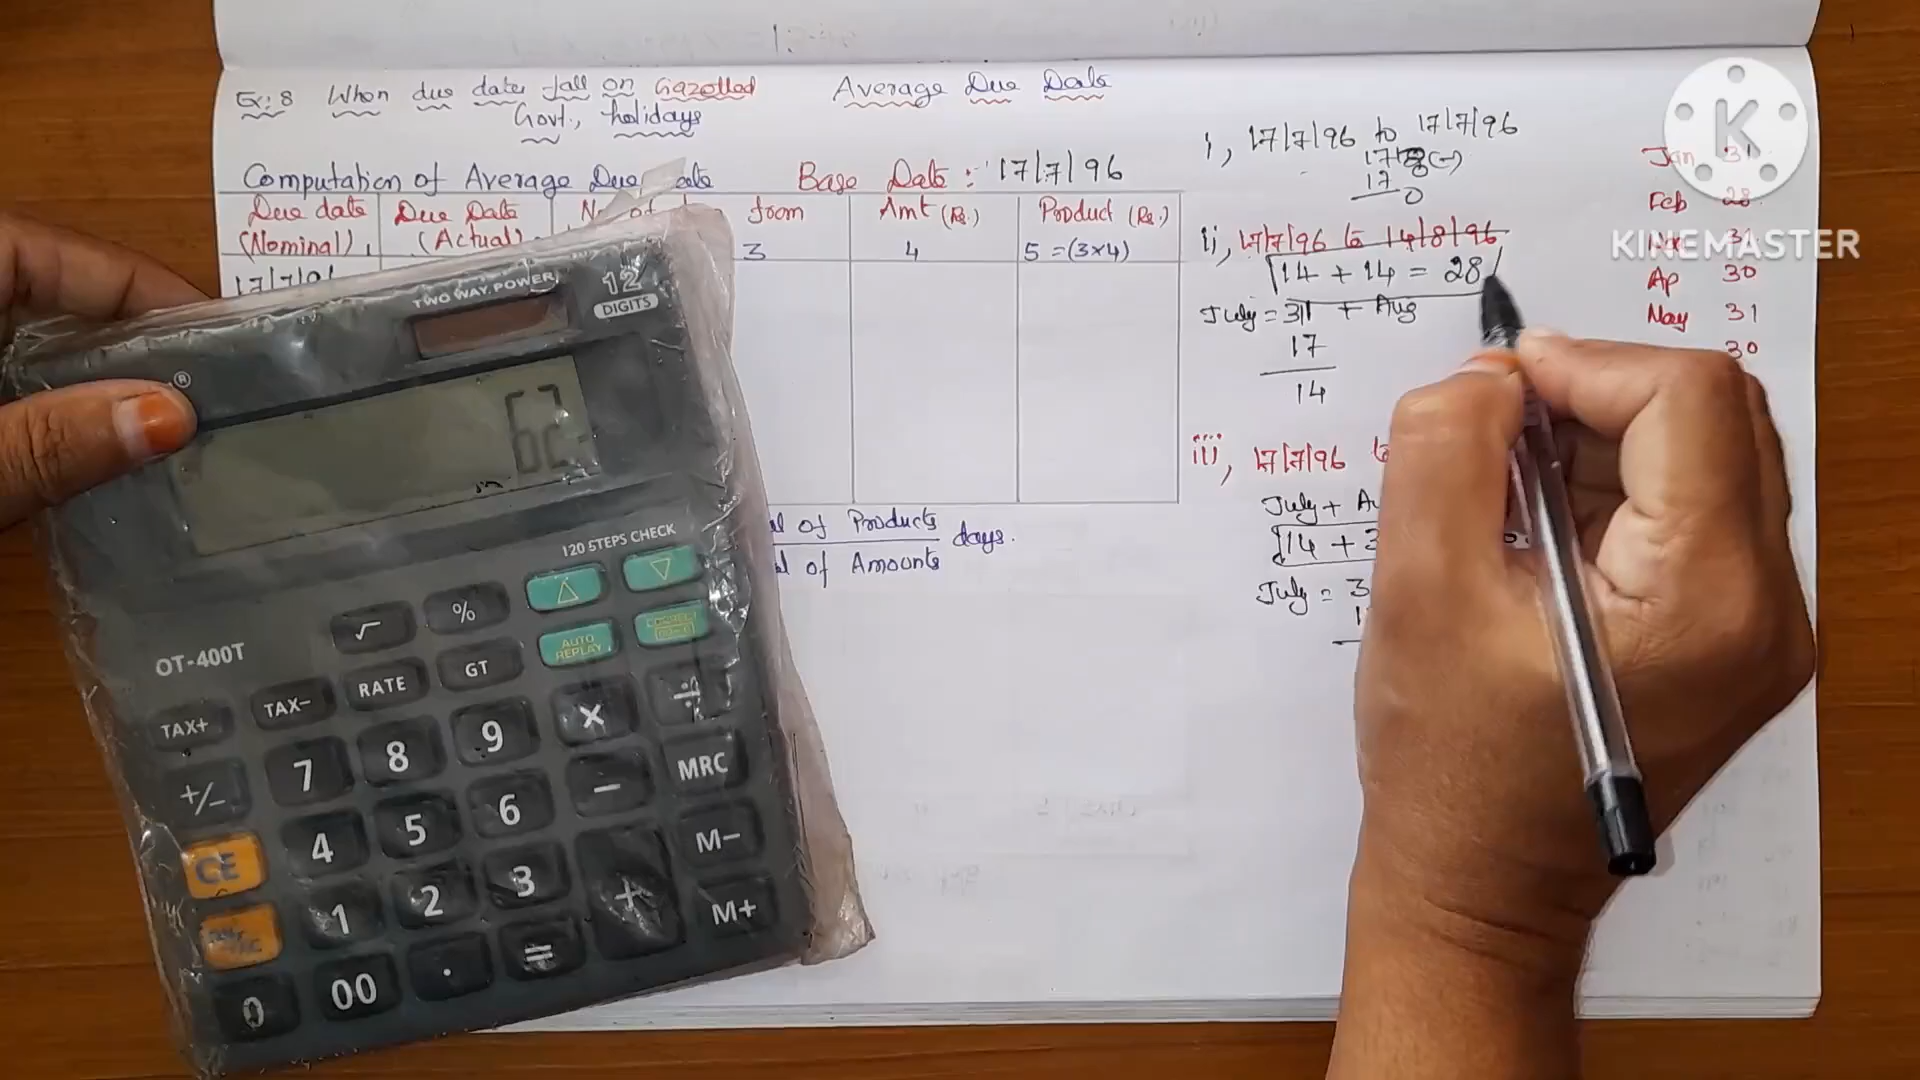 Ex: 8 When due dates fall on Gazetted
Govt., holidays
Average Due Date
Computation of Average Due Date
Base Date: 17/7/96
Due date
(Nominal)
Due Date
(Actual)
from
3
Amt (Rs.)
4
Product (Rs.)
5 = (3x4)
of Products
of Amounts
days.
i, 17/7/96 to 17/7/96
17
0
ii, 17/7/96 to 14/8/96
14 + 14 = 28
July = 31 + Aug
17
14
iii, 17/7/96
July +
14 +
July =
Jan 31
Feb 28
31
Ap 30
May 31
30
K
KINEMASTER
TWO WAY POWER
12
DIGITS
62
120 STEPS CHECK
OT-400T
√ %
AUTO
REPLAY
TAX+ TAX- RATE GT
+/- 7 8 9 × ÷
CE 4 5 6 − MRC
1 2 3 + M−
0 00 . = M+